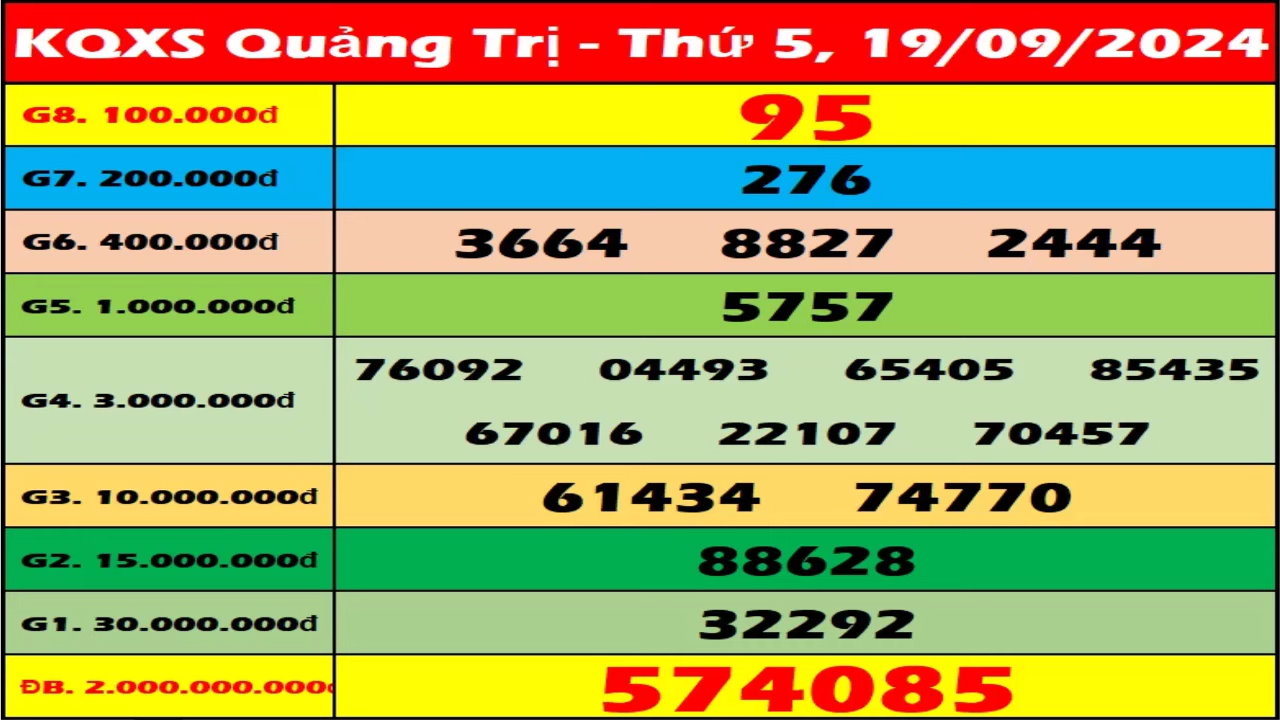 KQXS Quảng Trị - Thứ 5, 19/09/2024
G8. 100.000đ 95
G7. 200.000đ 276
G6. 400.000đ 3664 8827 2444
G5. 1.000.000đ 5757
G4. 3.000.000đ 76092 04493 65405 85435
67016 22107 70457
G3. 10.000.000đ 61434 74770
G2. 15.000.000đ 88628
G1. 30.000.000đ 32292
ĐB. 2.000.000.000đ 574085